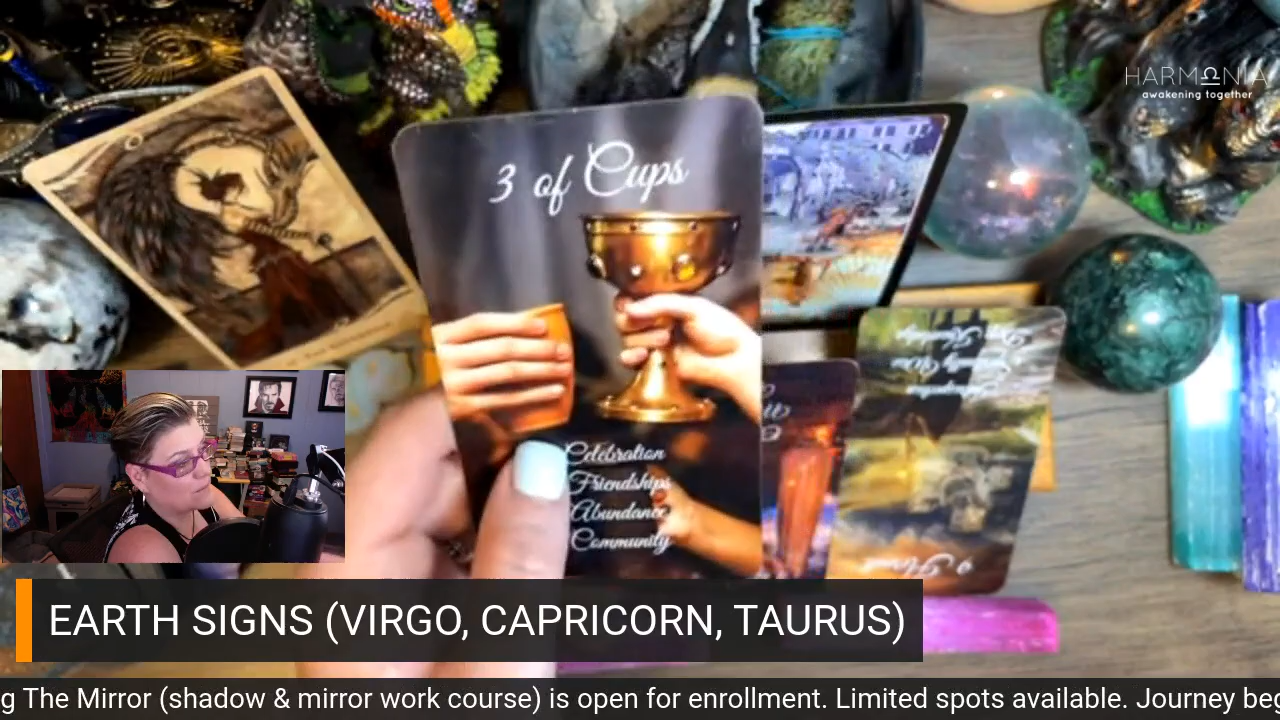 HARMONIA
awakening together
3 of Cups
Celebration
Friendships
Abundance
Community
EARTH SIGNS (VIRGO, CAPRICORN, TAURUS)
g The Mirror (shadow & mirror work course) is open for enrollment. Limited spots available. Journey beg